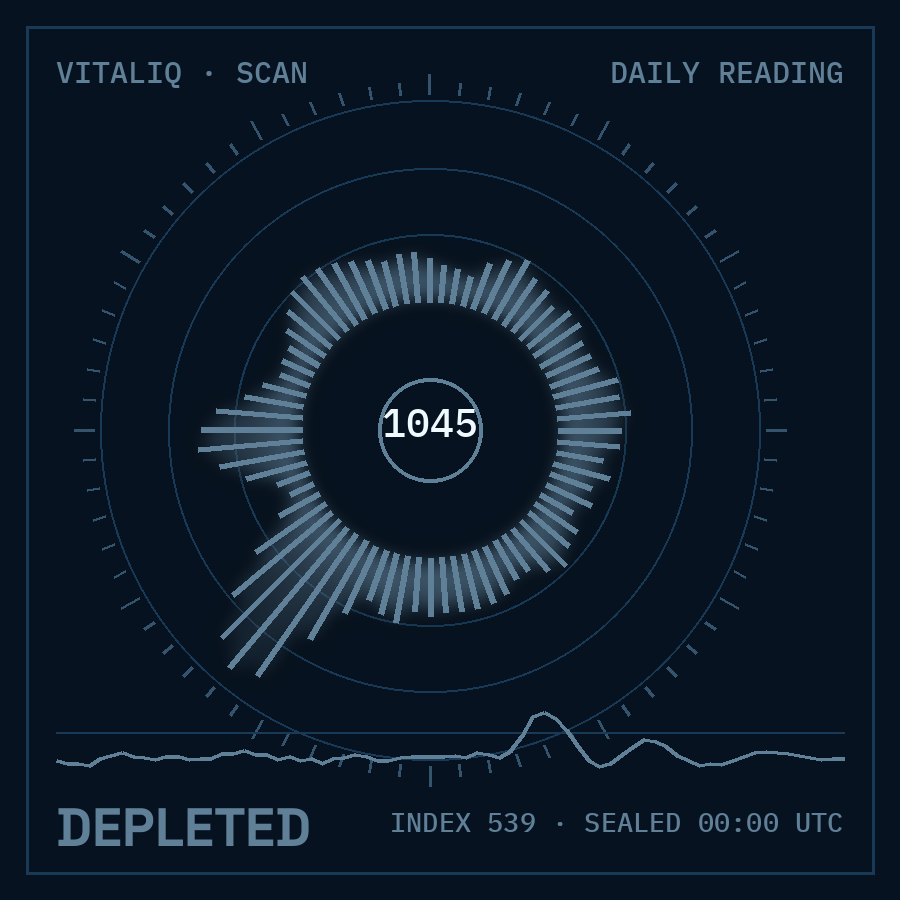 VITALIQ · SCAN
DAILY READING
1045
DEPLETED
INDEX 539 · SEALED 00:00 UTC